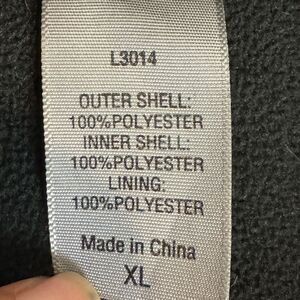 L3014
OUTER SHELL:
100%POLYESTER
INNER SHELL:
100%POLYESTER
LINING:
100%POLYESTER
Made in China
XL